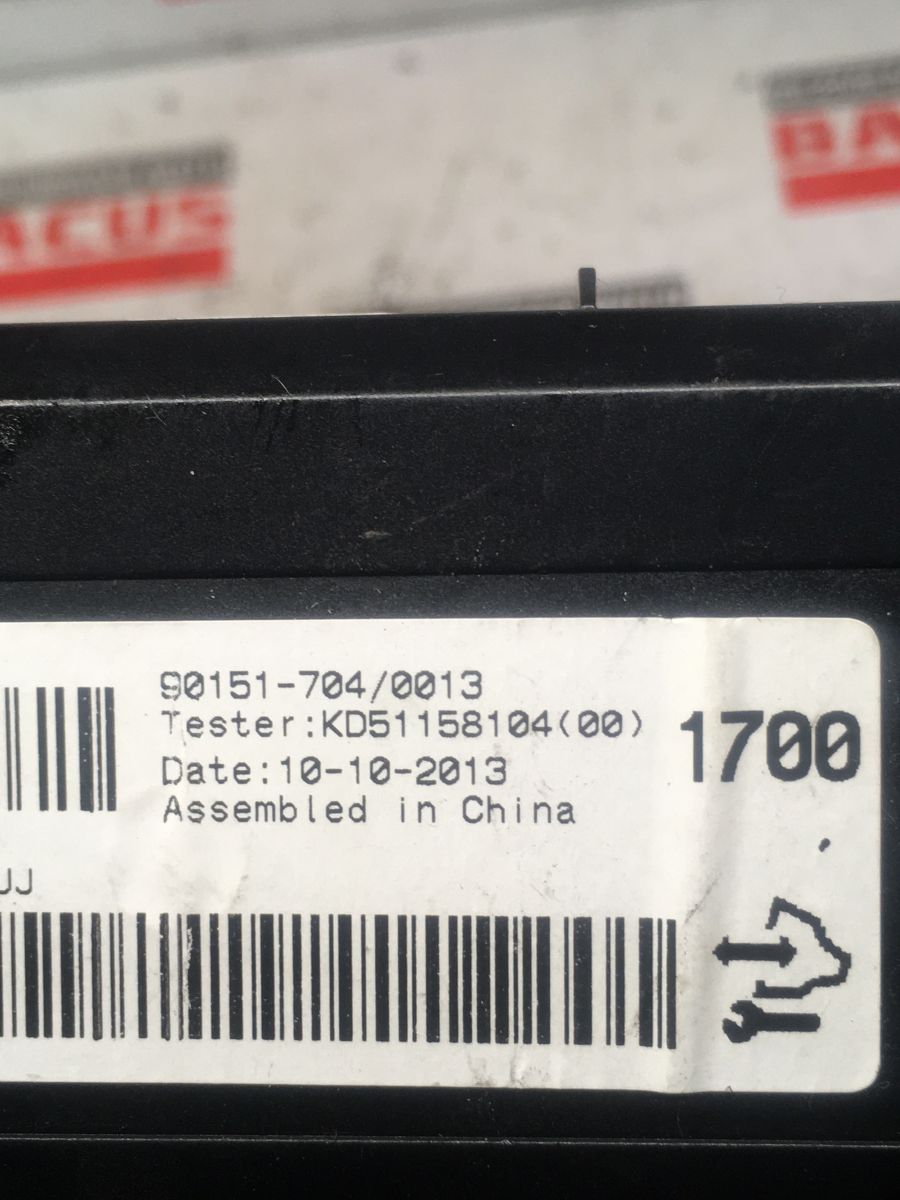 ACUS
BA
90151-704/0013
Tester:KD51158104(00)
1700
Date:10-10-2013
Assembled in China
JJ